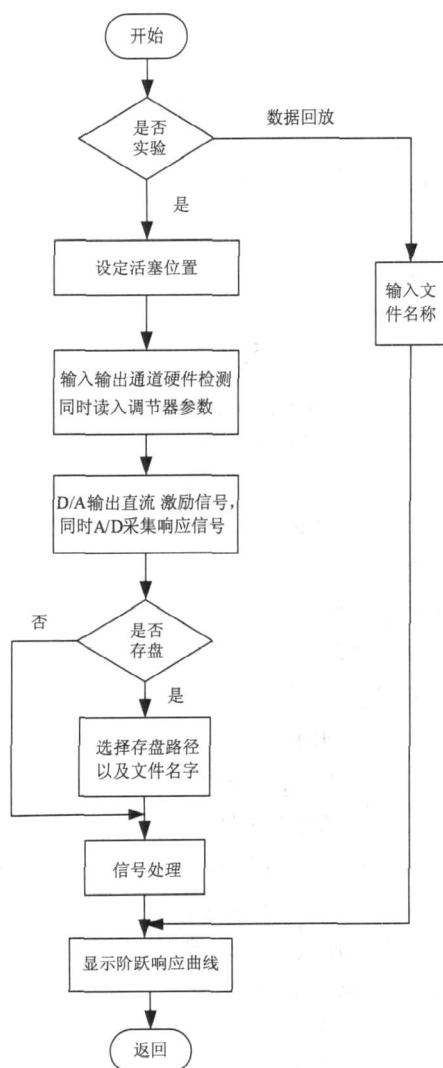 开始
是否
实验
数据回放
是
设定活塞位置
输入文
件名称
输入输出通道硬件检测
同时读入调节器参数
D/A输出直流 激励信号，
同时A/D采集响应信号
否
是否
存盘
是
选择存盘路径
以及文件名字
信号处理
显示阶跃响应曲线
返回